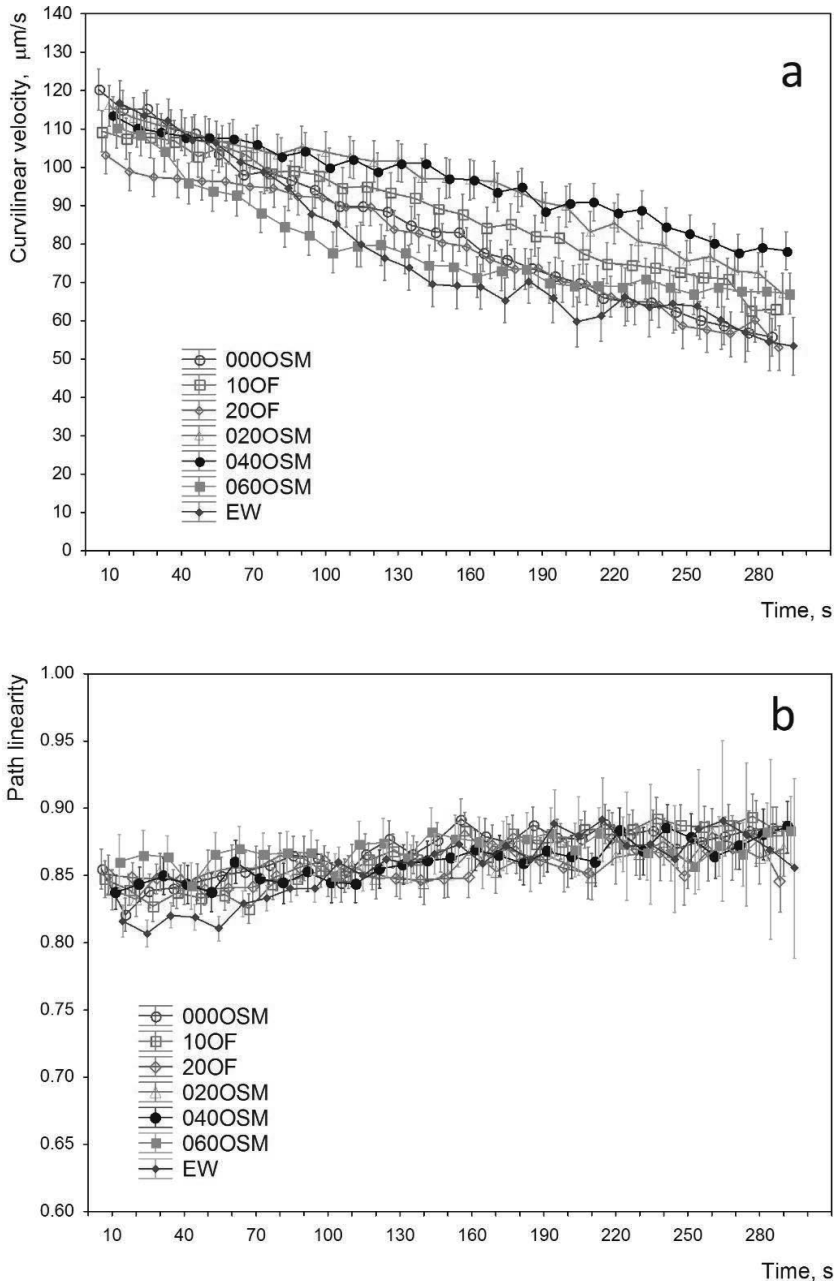 a
Curvilinear velocity, μm/s
140
130
120
110
100
90
80
70
60
50
40
30
20
10
0
000OSM
10OF
20OF
020OSM
040OSM
060OSM
EW
10 40 70 100 130 160 190 220 250 280
Time, s
b
Path linearity
1.00
0.95
0.90
0.85
0.80
0.75
0.70
0.65
0.60
000OSM
10OF
20OF
020OSM
040OSM
060OSM
EW
10 40 70 100 130 160 190 220 250 280
Time, s